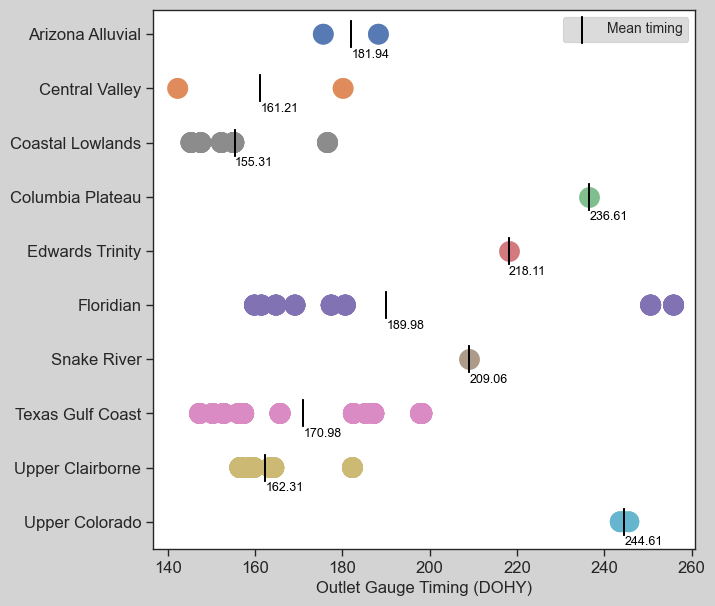 Mean timing
Arizona Alluvial
181.94
Central Valley
161.21
Coastal Lowlands
155.31
Columbia Plateau
236.61
Edwards Trinity
218.11
Floridian
189.98
Snake River
209.06
Texas Gulf Coast
170.98
Upper Clairborne
162.31
Upper Colorado
244.61
140 160 180 200 220 240 260
Outlet Gauge Timing (DOHY)